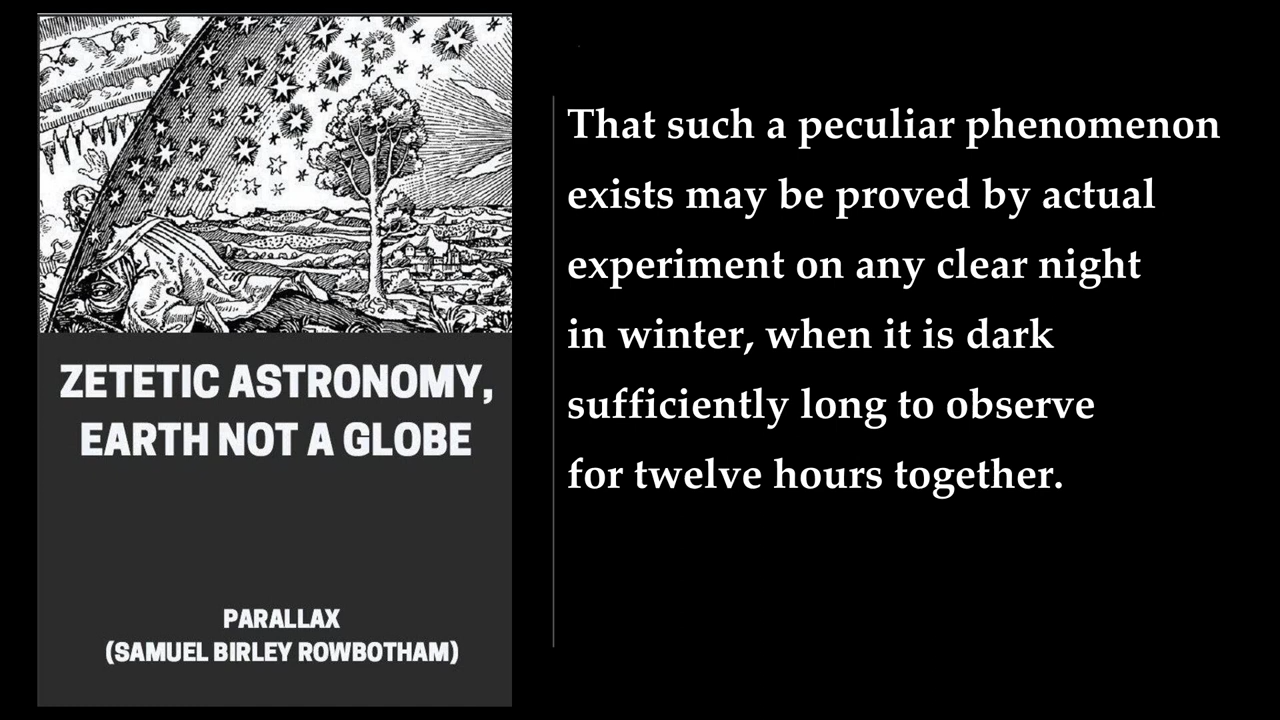 ZETETIC ASTRONOMY,
EARTH NOT A GLOBE
PARALLAX
(SAMUEL BIRLEY ROWBOTHAM)
That such a peculiar phenomenon
exists may be proved by actual
experiment on any clear night
in winter, when it is dark
sufficiently long to observe
for twelve hours together.